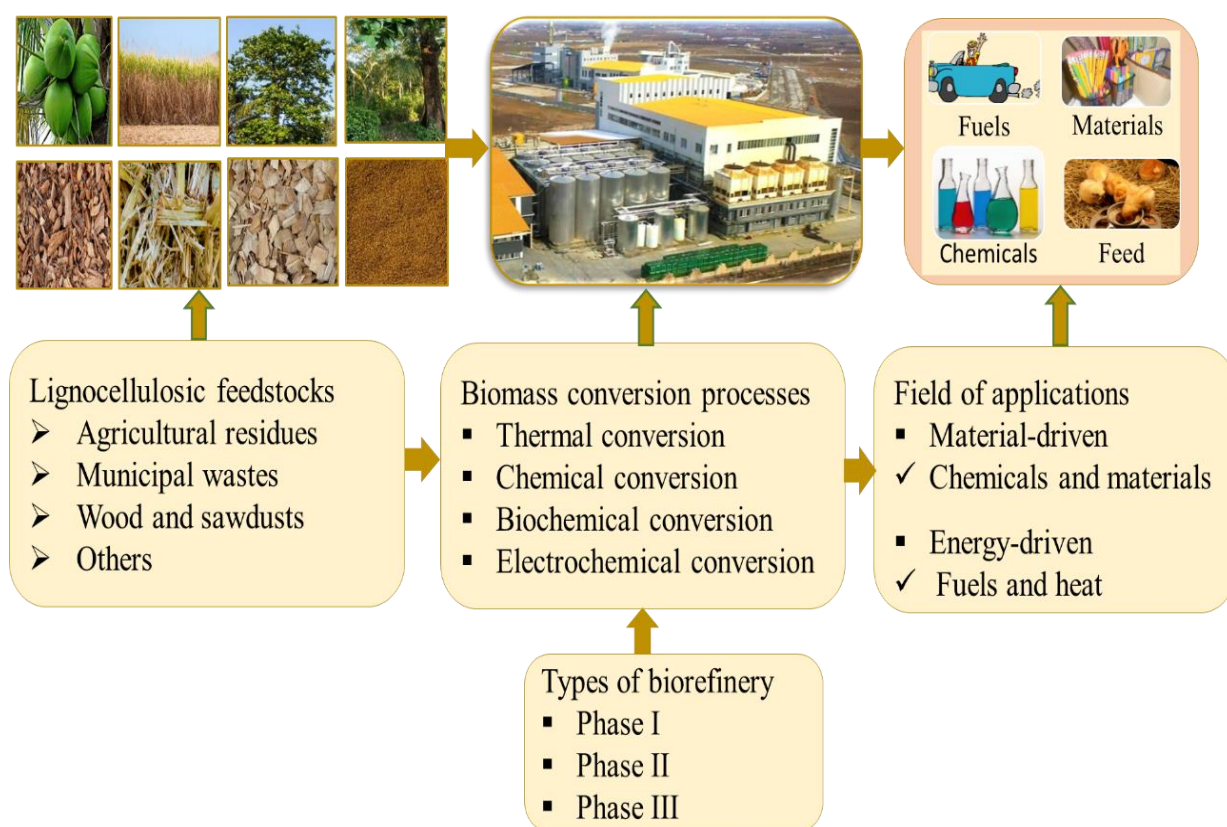 Fuels
Materials
Chemicals
Feed
Lignocellulosic feedstocks
➢ Agricultural residues
➢ Municipal wastes
➢ Wood and sawdusts
➢ Others
Biomass conversion processes
▪ Thermal conversion
▪ Chemical conversion
▪ Biochemical conversion
▪ Electrochemical conversion
Field of applications
▪ Material-driven
✓ Chemicals and materials
▪ Energy-driven
✓ Fuels and heat
Types of biorefinery
▪ Phase I
▪ Phase II
▪ Phase III